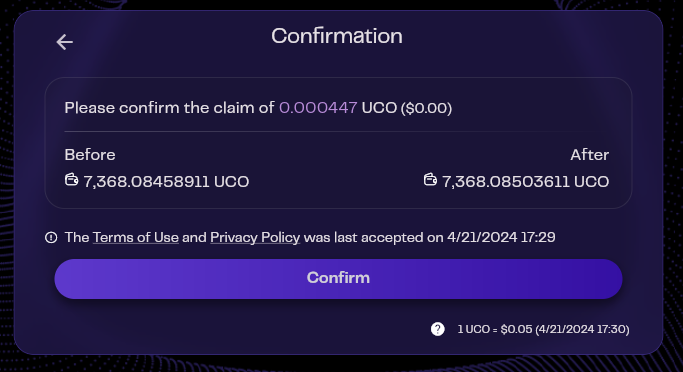 Confirmation
Please confirm the claim of 0.000447 UCO ($0.00)
Before After
7,368.08458911 UCO 7,368.08503611 UCO
The Terms of Use and Privacy Policy was last accepted on 4/21/2024 17:29
Confirm
1 UCO = $0.05 (4/21/2024 17:30)